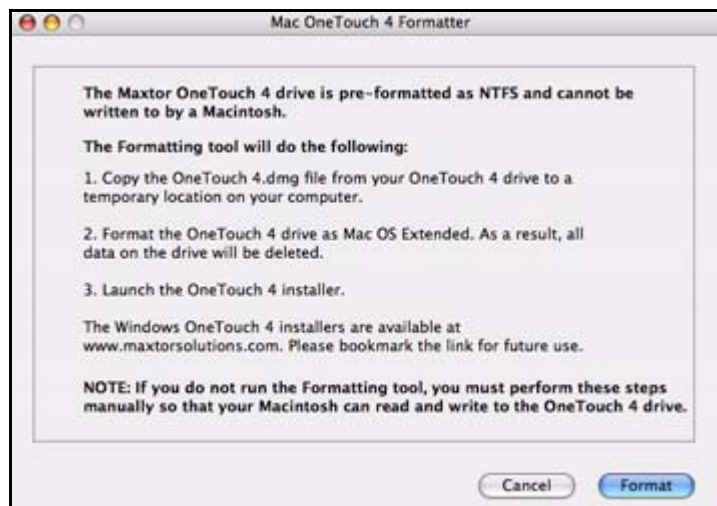 Mac OneTouch 4 Formatter
The Maxtor OneTouch 4 drive is pre-formatted as NTFS and cannot be
written to by a Macintosh.
The Formatting tool will do the following:
1. Copy the OneTouch 4.dmg file from your OneTouch 4 drive to a
temporary location on your computer.
2. Format the OneTouch 4 drive as Mac OS Extended. As a result, all
data on the drive will be deleted.
3. Launch the OneTouch 4 installer.
The Windows OneTouch 4 installers are available at
www.maxtorsolutions.com. Please bookmark the link for future use.
NOTE: If you do not run the Formatting tool, you must perform these steps
manually so that your Macintosh can read and write to the OneTouch 4 drive.
Cancel Format